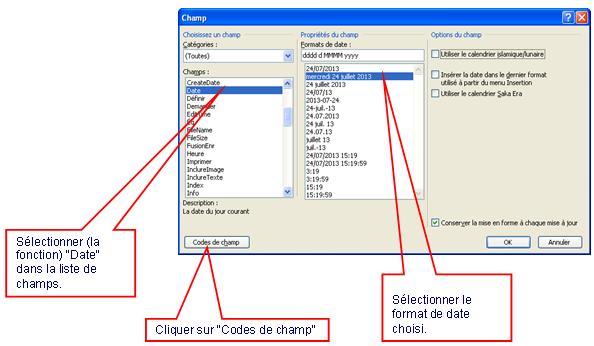 Champ
Choisissez un champ
Catégories :
(Toutes)
Champs :
CreateDate
Date
Définir
Demander
EditTime
Eq
FileName
FileSize
FusionEnr
Heure
Imprimer
InclureImage
InclureTexte
Index
Info
Description :
La date du jour courant
Codes de champ
Propriétés du champ
Formats de date :
dddd d MMMM yyyy
24/07/2013
mercredi 24 juillet 2013
24 juillet 2013
24/07/13
2013-07-24
24-juil.-13
24.07.2013
24 juil. 13
24.07.13
juillet 13
juil.-13
24/07/2013 15:19
24/07/2013 15:19:59
3:19
3:19:59
15:19
15:19:59
Options du champ
Utiliser le calendrier islamique/lunaire
Insérer la date dans le dernier format
utilisé à partir du menu Insertion
Utiliser le calendrier Saka Era
Conserver la mise en forme à chaque mise à jour
OK
Annuler
Sélectionner (la
fonction) "Date"
dans la liste de
champs.
Cliquer sur "Codes de champ"
Sélectionner le
format de date
choisi.